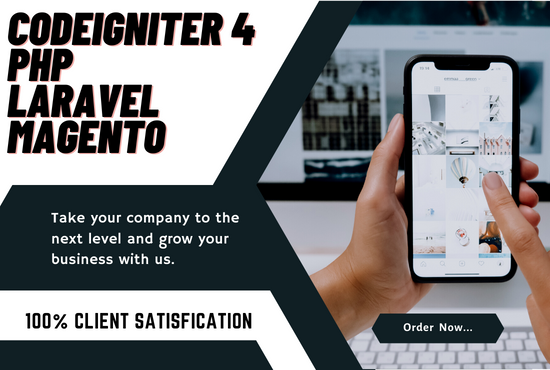 CODEIGNITER 4
PHP
LARAVEL
MAGENTO
Take your company to the
next level and grow your
business with us.
100% CLIENT SATISFICATION
Order Now...